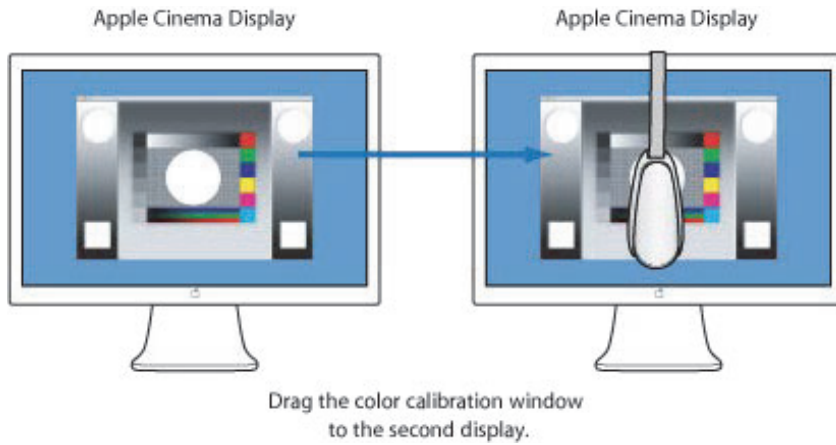 Apple Cinema Display
Apple Cinema Display
Drag the color calibration window
to the second display.